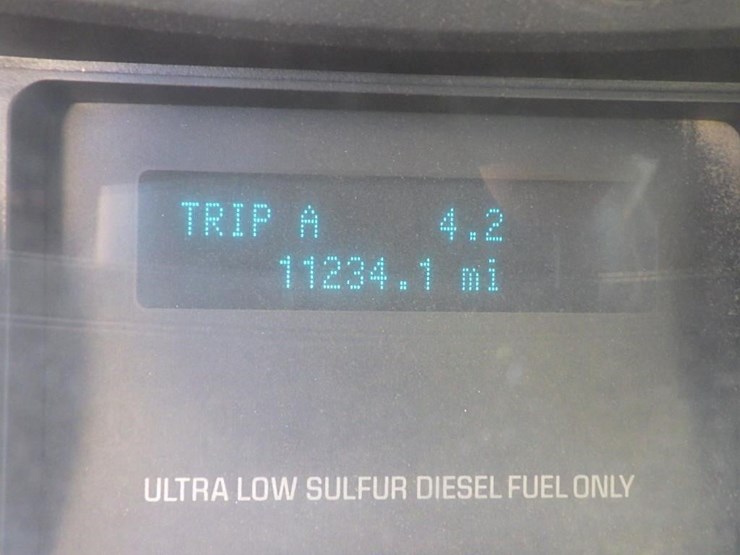 TRIP A 4.2
11234.1 mi
ULTRA LOW SULFUR DIESEL FUEL ONLY